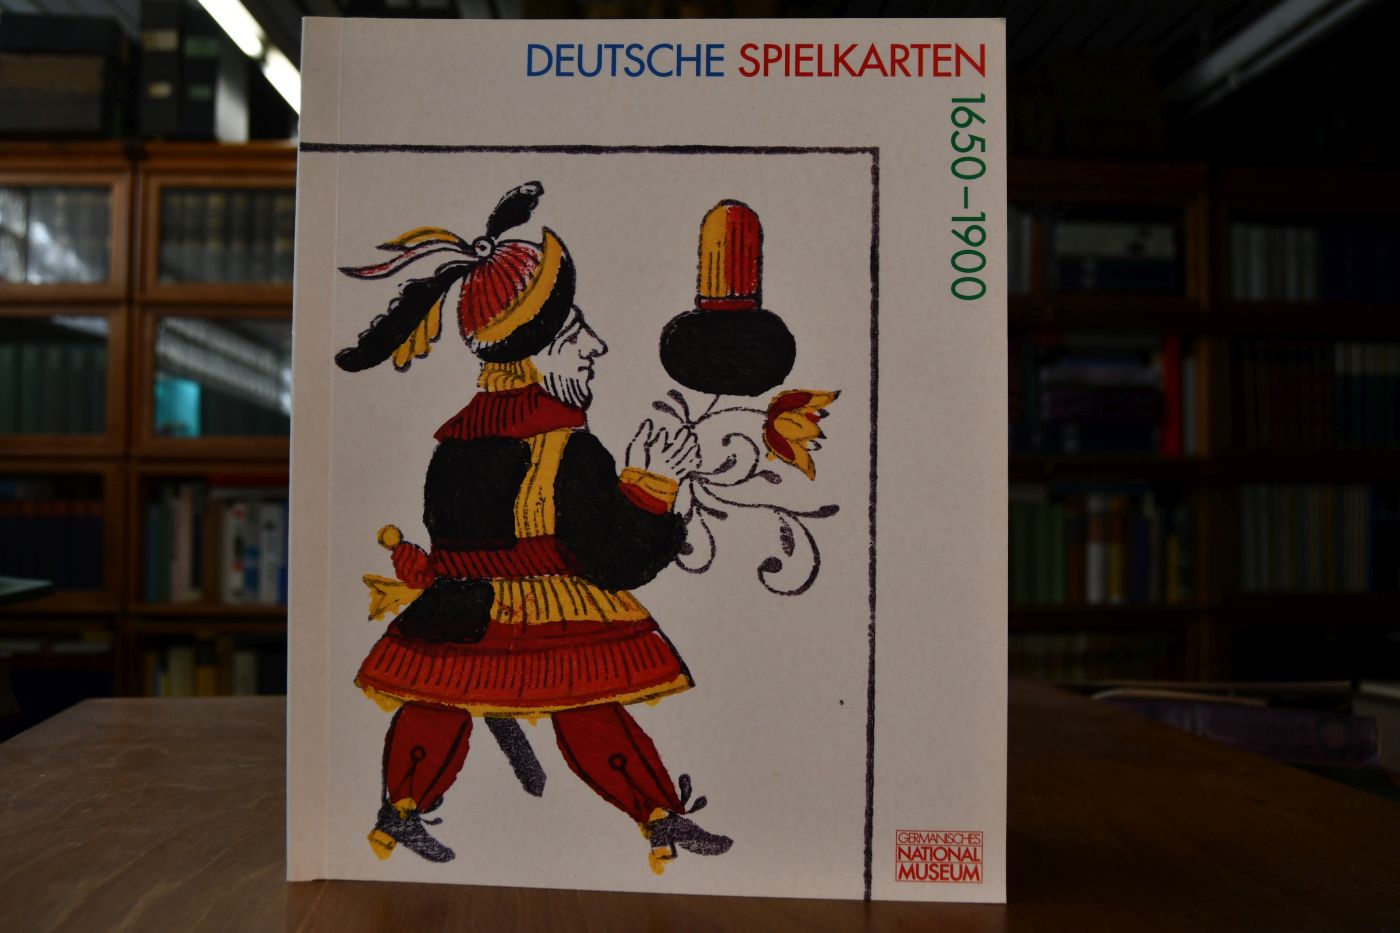 DEUTSCHE SPIELKARTEN
1650–1900
GERMANISCHES
NATIONAL
MUSEUM